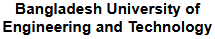 Bangladesh University of
Engineering and Technology